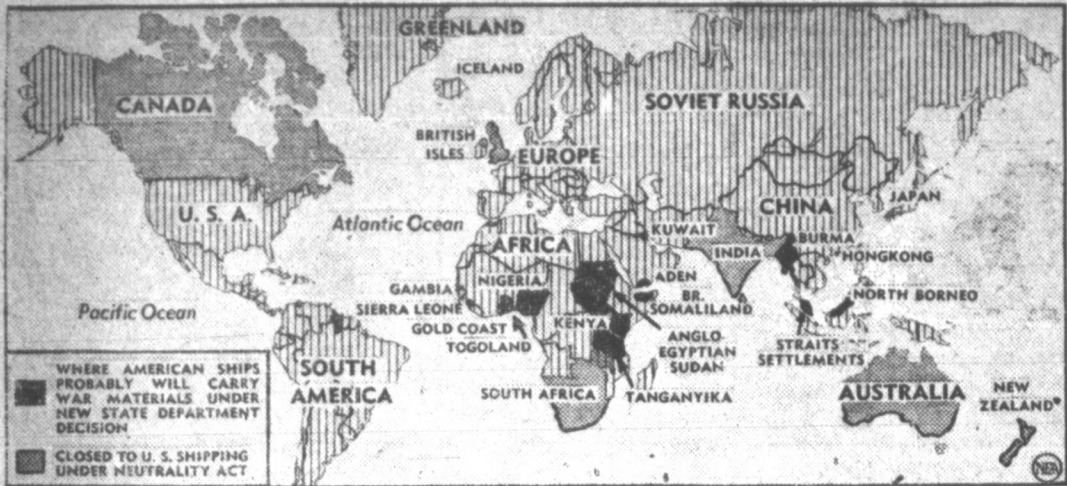 GREENLAND
ICELAND
CANADA
SOVIET RUSSIA
BRITISH
ISLES
EUROPE
U. S. A.
Atlantic Ocean
CHINA
JAPAN
KUWAIT
BURMA
AFRICA
INDIA
HONGKONG
ADEN
NIGERIA
GAMBIA
BR.
SOMALILAND
NORTH BORNEO
SIERRA LEONE
Pacific Ocean
GOLD COAST
KENYA
ANGLO-
EGYPTIAN
SUDAN
TOGOLAND
STRAITS
SETTLEMENTS
SOUTH
AMERICA
SOUTH AFRICA
TANGANYIKA
AUSTRALIA
NEW
ZEALAND
WHERE AMERICAN SHIPS
PROBABLY WILL CARRY
WAR MATERIALS UNDER
NEW STATE DEPARTMENT
DECISION
CLOSED TO U. S. SHIPPING
UNDER NEUTRALITY ACT
NEA